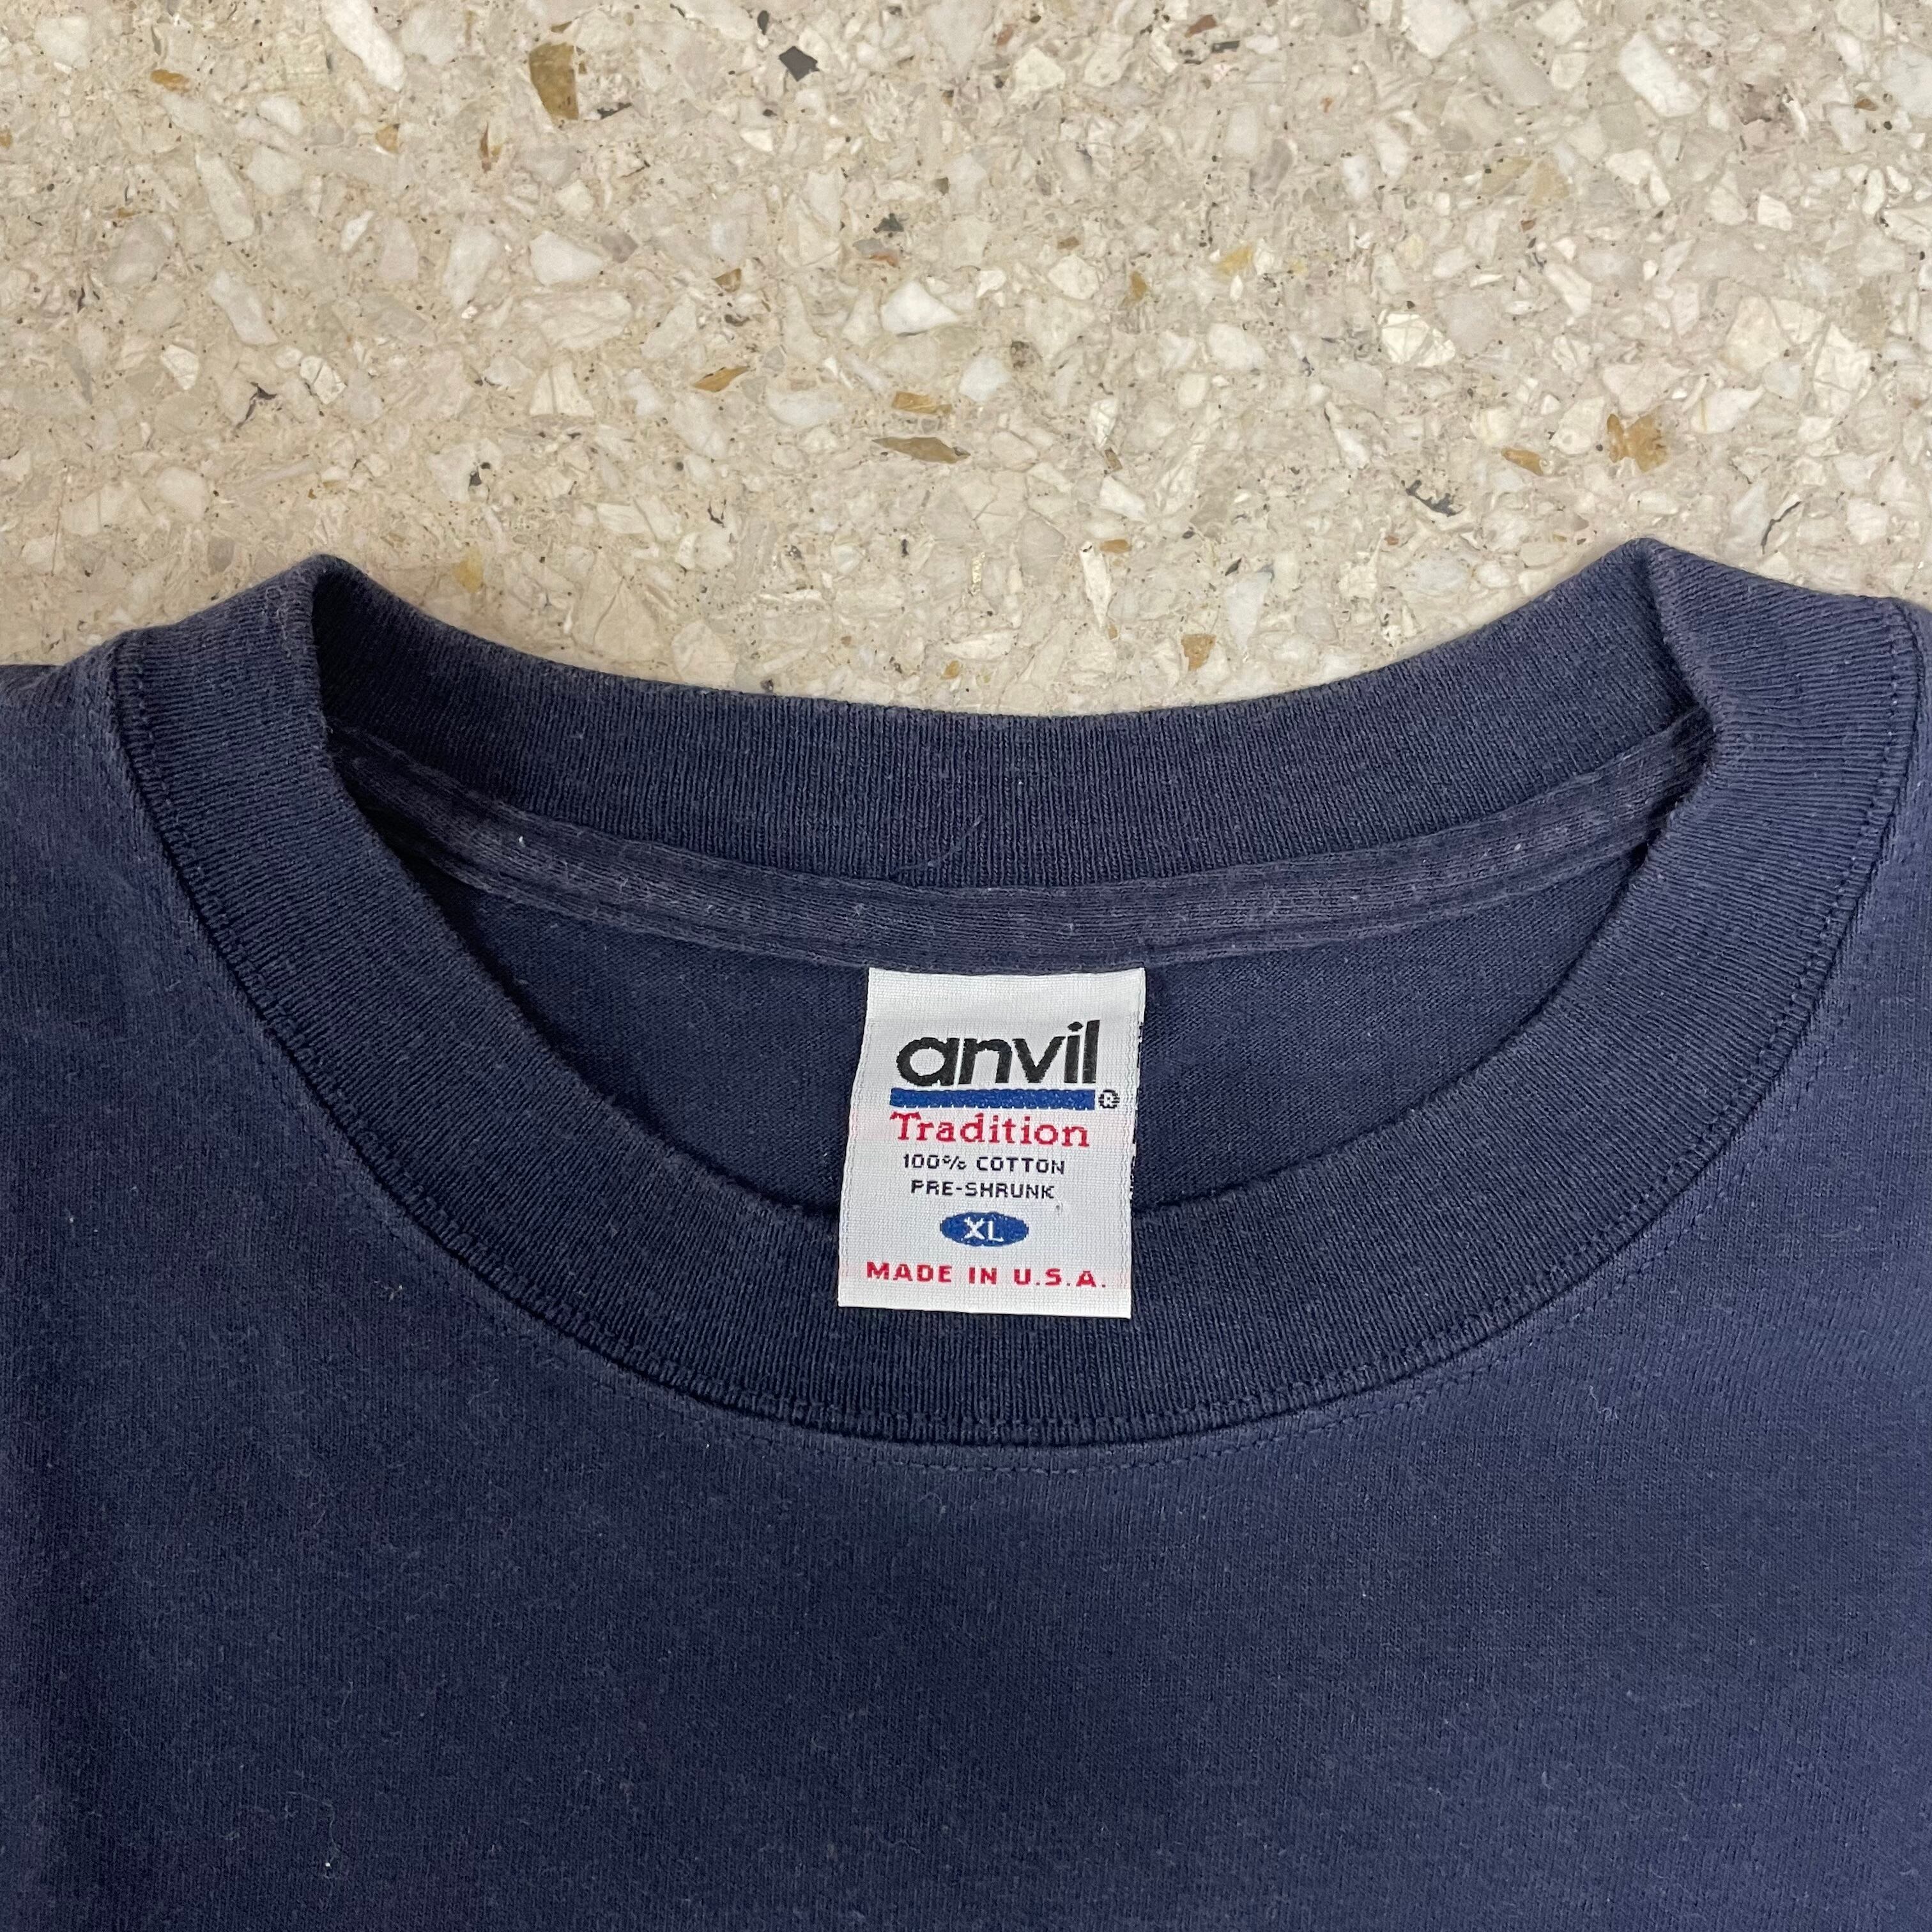 anvil®
Tradition
100% COTTON
PRE-SHRUNK
XL
MADE IN U.S.A.